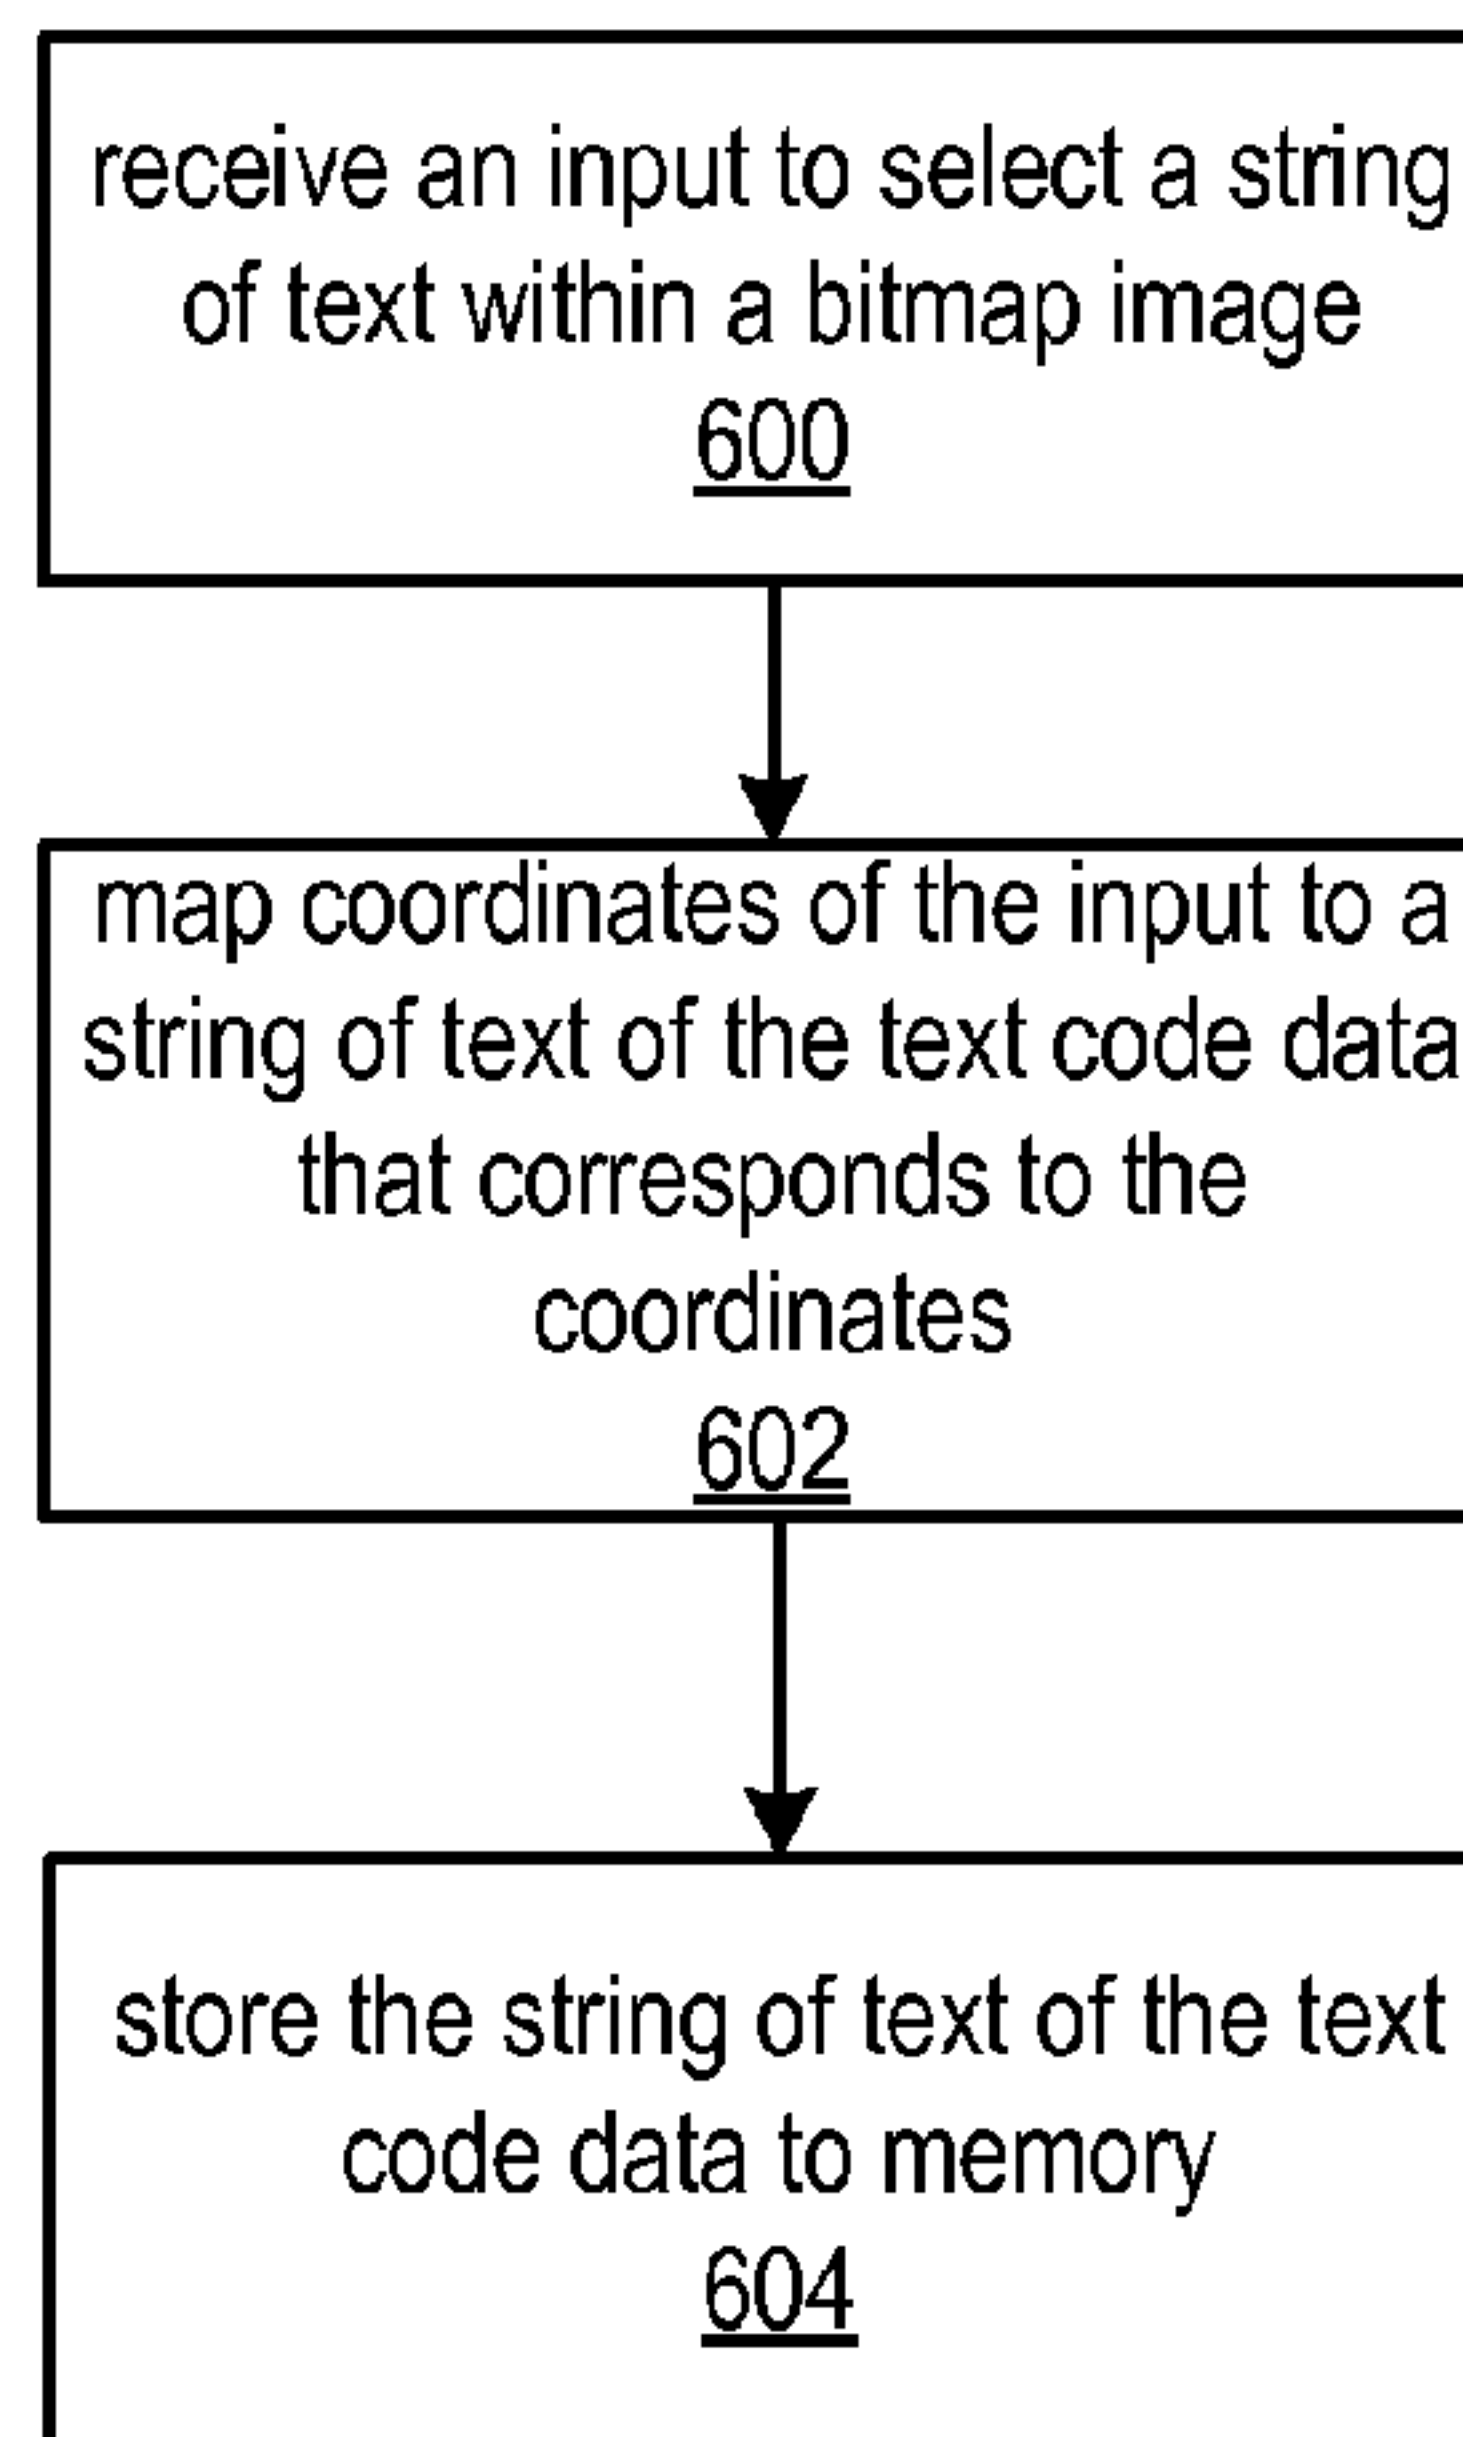 receive an input to select a string
of text within a bitmap image
600
map coordinates of the input to a
string of text of the text code data
that corresponds to the
coordinates
602
store the string of text of the text
code data to memory
604